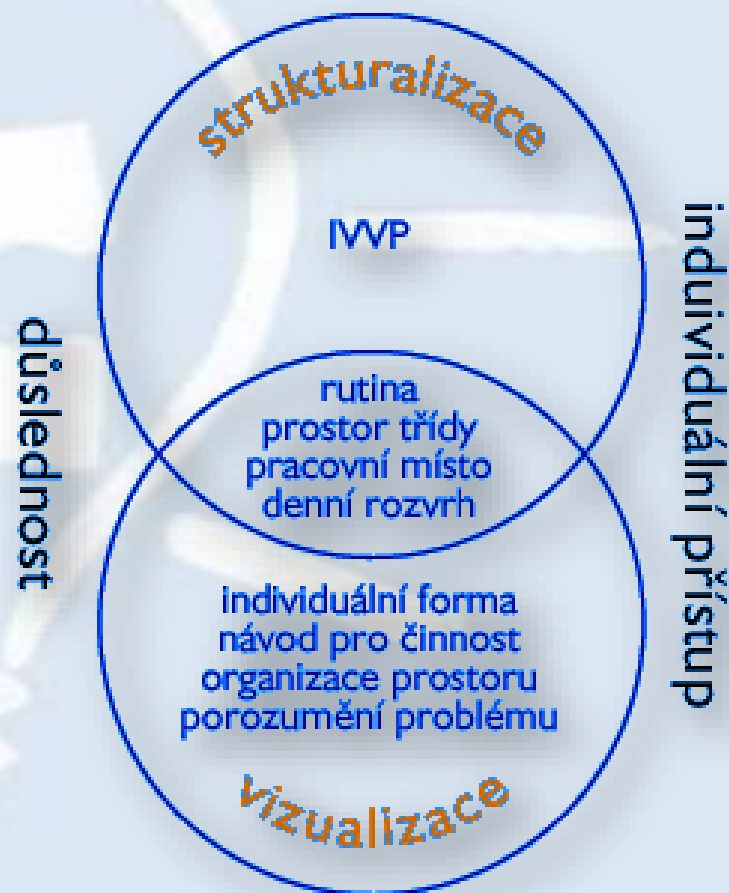 strukturalizace
IVVP
důslednost
induividuální přístup
rutina
prostor třídy
pracovní místo
denní rozvrh
individuální forma
návod pro činnost
organizace prostoru
porozumění problému
vizualizace